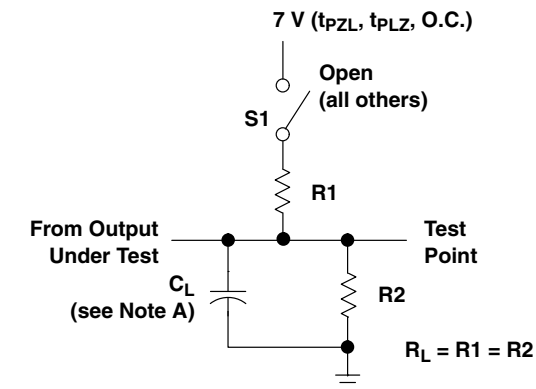 7 V (tPZL, tPLZ, O.C.)
Open
(all others)
S1
R1
From Output
Under Test
Test
Point
CL
(see Note A)
R2
RL = R1 = R2